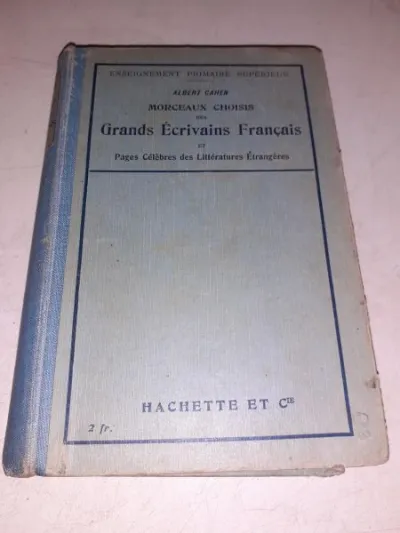 ENSEIGNEMENT PRIMAIRE SUPÉRIEUR
ALBERT CAHEN
MORCEAUX CHOISIS
DES
Grands Écrivains Français
ET
Pages Célèbres des Littératures Étrangères
HACHETTE ET Cie
2 fr.